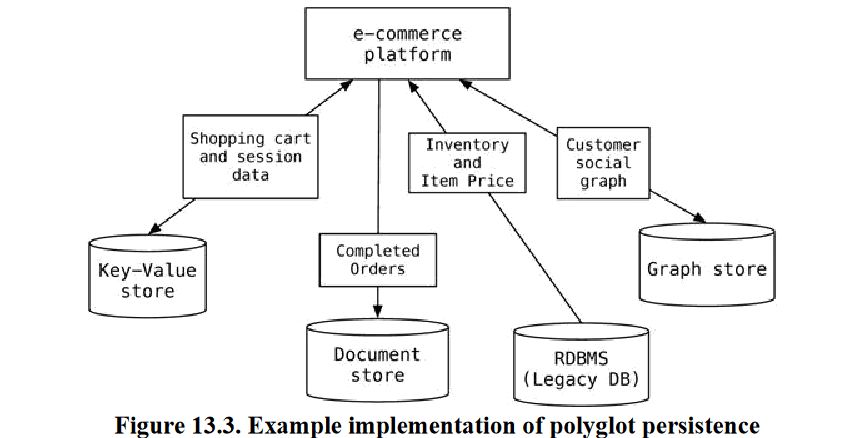 e-commerce
platform
Shopping cart
and session
data
Inventory
and
Item Price
Customer
social
graph
Completed
Orders
Key-Value
store
Graph store
Document
store
RDBMS
(Legacy DB)
Figure 13.3. Example implementation of polyglot persistence